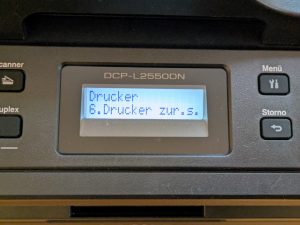 canner
DCP-L2550DN
Menü
Drucker
6.Drucker zur.s.
uplex
Storno